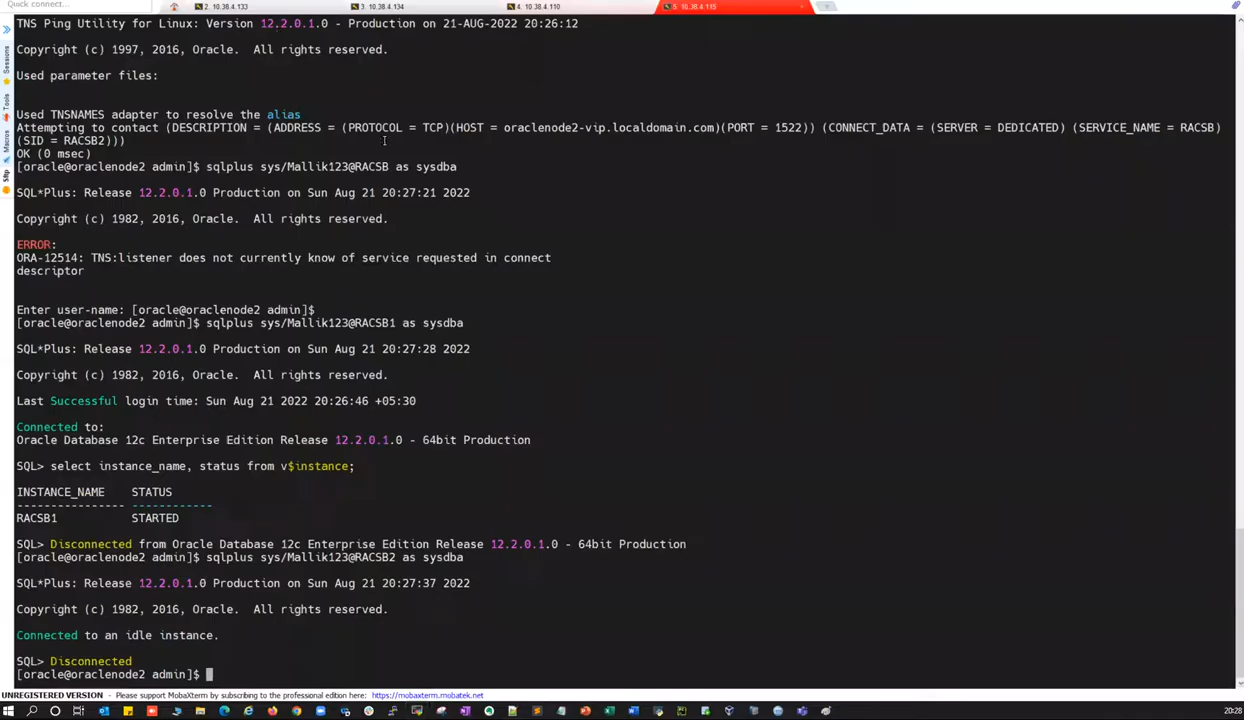 Quick connect...
2. 10.38.4.133
3. 10.38.4.134
4. 10.38.4.110
5. 10.38.4.115
Sessions
Tools
Macros
Sftp
TNS Ping Utility for Linux: Version 12.2.0.1.0 - Production on 21-AUG-2022 20:26:12
Copyright (c) 1997, 2016, Oracle.  All rights reserved.
Used parameter files:
Used TNSNAMES adapter to resolve the alias
Attempting to contact (DESCRIPTION = (ADDRESS = (PROTOCOL = TCP)(HOST = oraclenode2-vip.localdomain.com)(PORT = 1522)) (CONNECT_DATA = (SERVER = DEDICATED) (SERVICE_NAME = RACSB)
(SID = RACSB2)))
OK (0 msec)
[oracle@oraclenode2 admin]$ sqlplus sys/Mallik123@RACSB as sysdba
SQL*Plus: Release 12.2.0.1.0 Production on Sun Aug 21 20:27:21 2022
Copyright (c) 1982, 2016, Oracle.  All rights reserved.
ERROR:
ORA-12514: TNS:listener does not currently know of service requested in connect
descriptor
Enter user-name: [oracle@oraclenode2 admin]$
[oracle@oraclenode2 admin]$ sqlplus sys/Mallik123@RACSB1 as sysdba
SQL*Plus: Release 12.2.0.1.0 Production on Sun Aug 21 20:27:28 2022
Copyright (c) 1982, 2016, Oracle.  All rights reserved.
Last Successful login time: Sun Aug 21 2022 20:26:46 +05:30
Connected to:
Oracle Database 12c Enterprise Edition Release 12.2.0.1.0 - 64bit Production
SQL> select instance_name, status from v$instance;
INSTANCE_NAME    STATUS
---------------- ------------
RACSB1           STARTED
SQL> Disconnected from Oracle Database 12c Enterprise Edition Release 12.2.0.1.0 - 64bit Production
[oracle@oraclenode2 admin]$ sqlplus sys/Mallik123@RACSB2 as sysdba
SQL*Plus: Release 12.2.0.1.0 Production on Sun Aug 21 20:27:37 2022
Copyright (c) 1982, 2016, Oracle.  All rights reserved.
Connected to an idle instance.
SQL> Disconnected
[oracle@oraclenode2 admin]$
UNREGISTERED VERSION - Please support MobaXterm by subscribing to the professional edition here: https://mobaxterm.mobatek.net
20:28